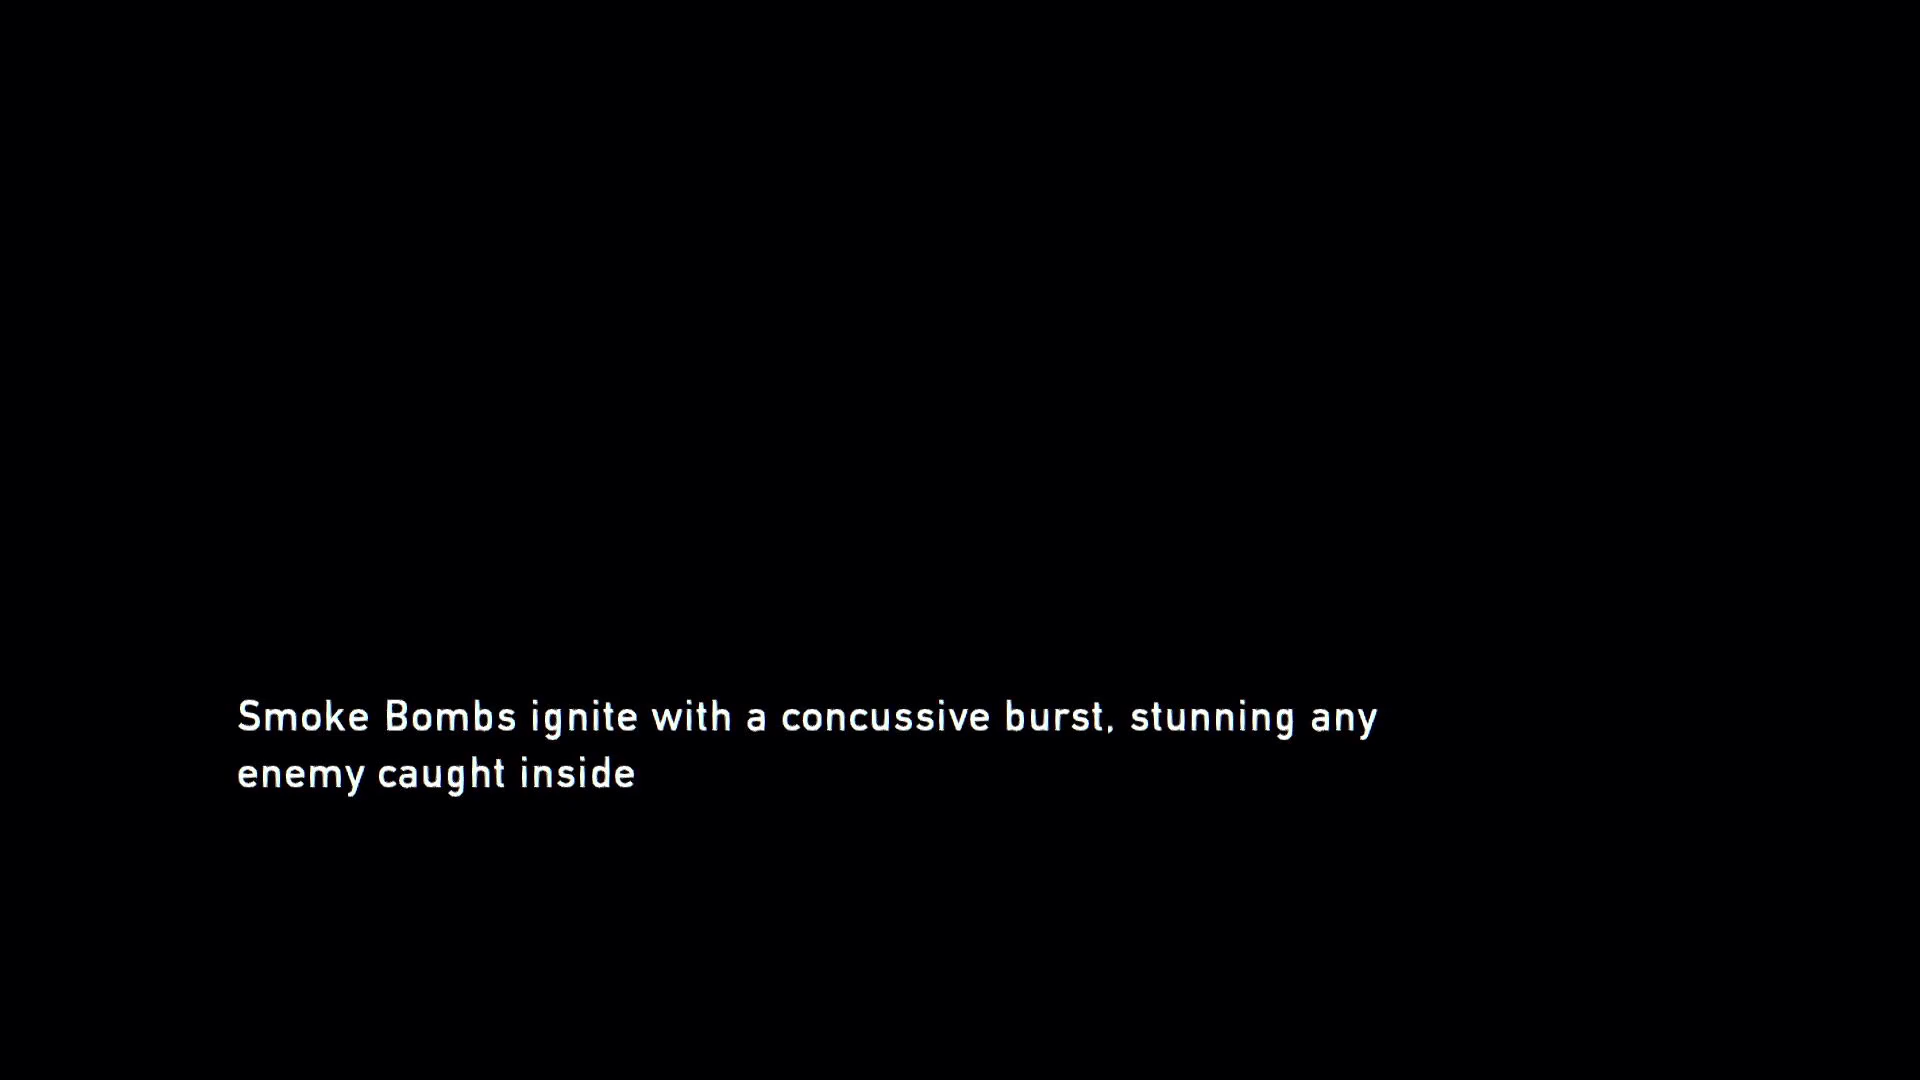 Smoke Bombs ignite with a concussive burst, stunning any
enemy caught inside